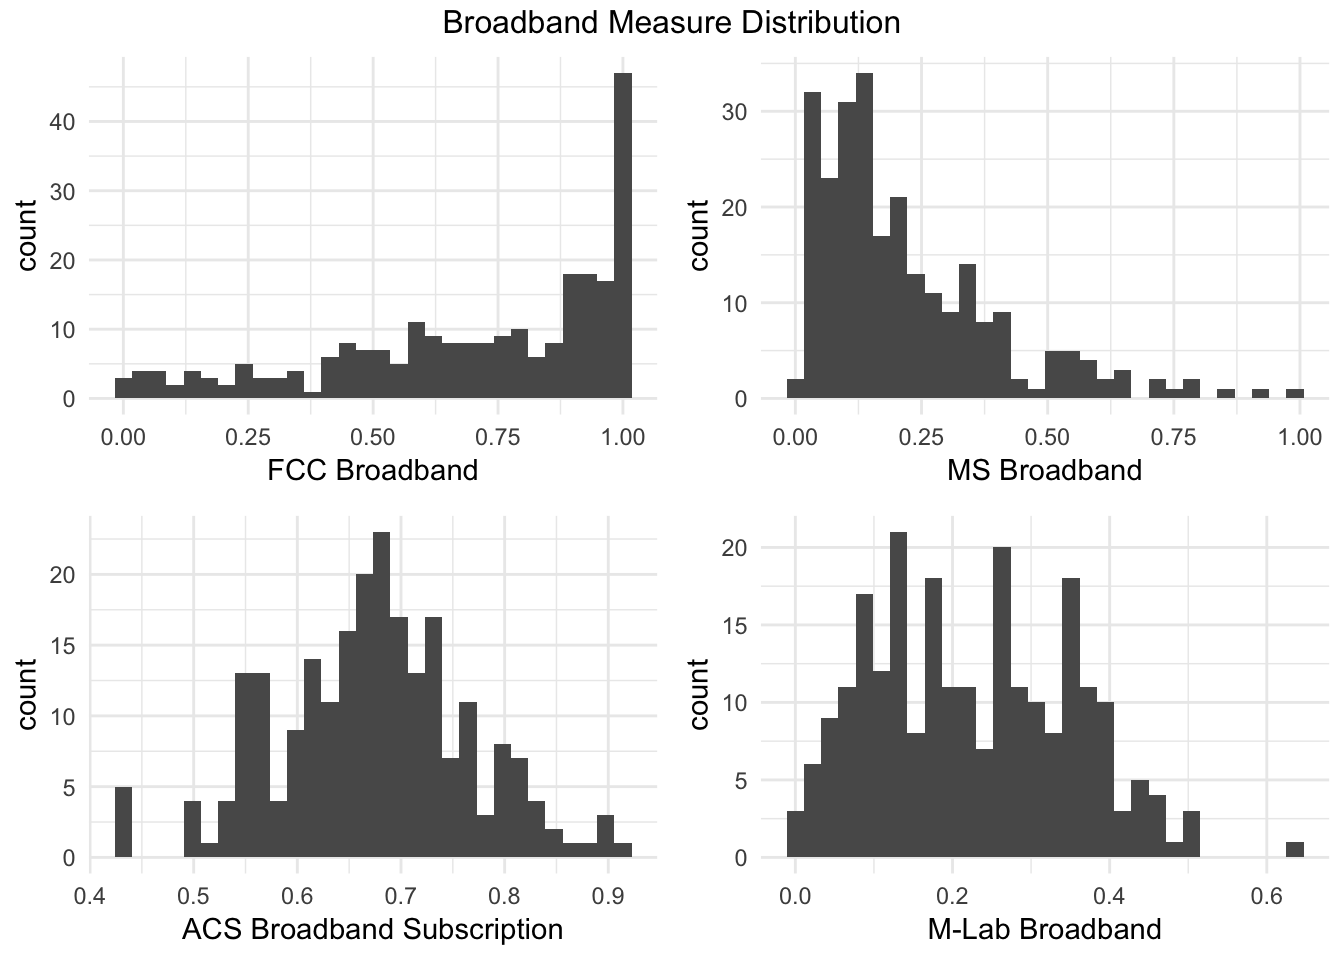 Broadband Measure Distribution
count
40
30
20
10
0
0.00 0.25 0.50 0.75 1.00
FCC Broadband
count
30
20
10
0
0.00 0.25 0.50 0.75 1.00
MS Broadband
count
20
15
10
5
0
0.4 0.5 0.6 0.7 0.8 0.9
ACS Broadband Subscription
count
20
15
10
5
0
0.0 0.2 0.4 0.6
M-Lab Broadband